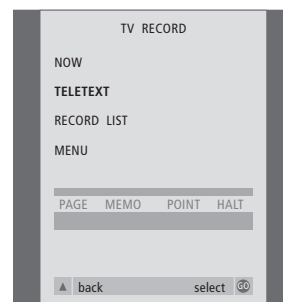 TV RECORD
NOW
TELETEXT
RECORD LIST
MENU
PAGE MEMO POINT HALT
▲ back select GO